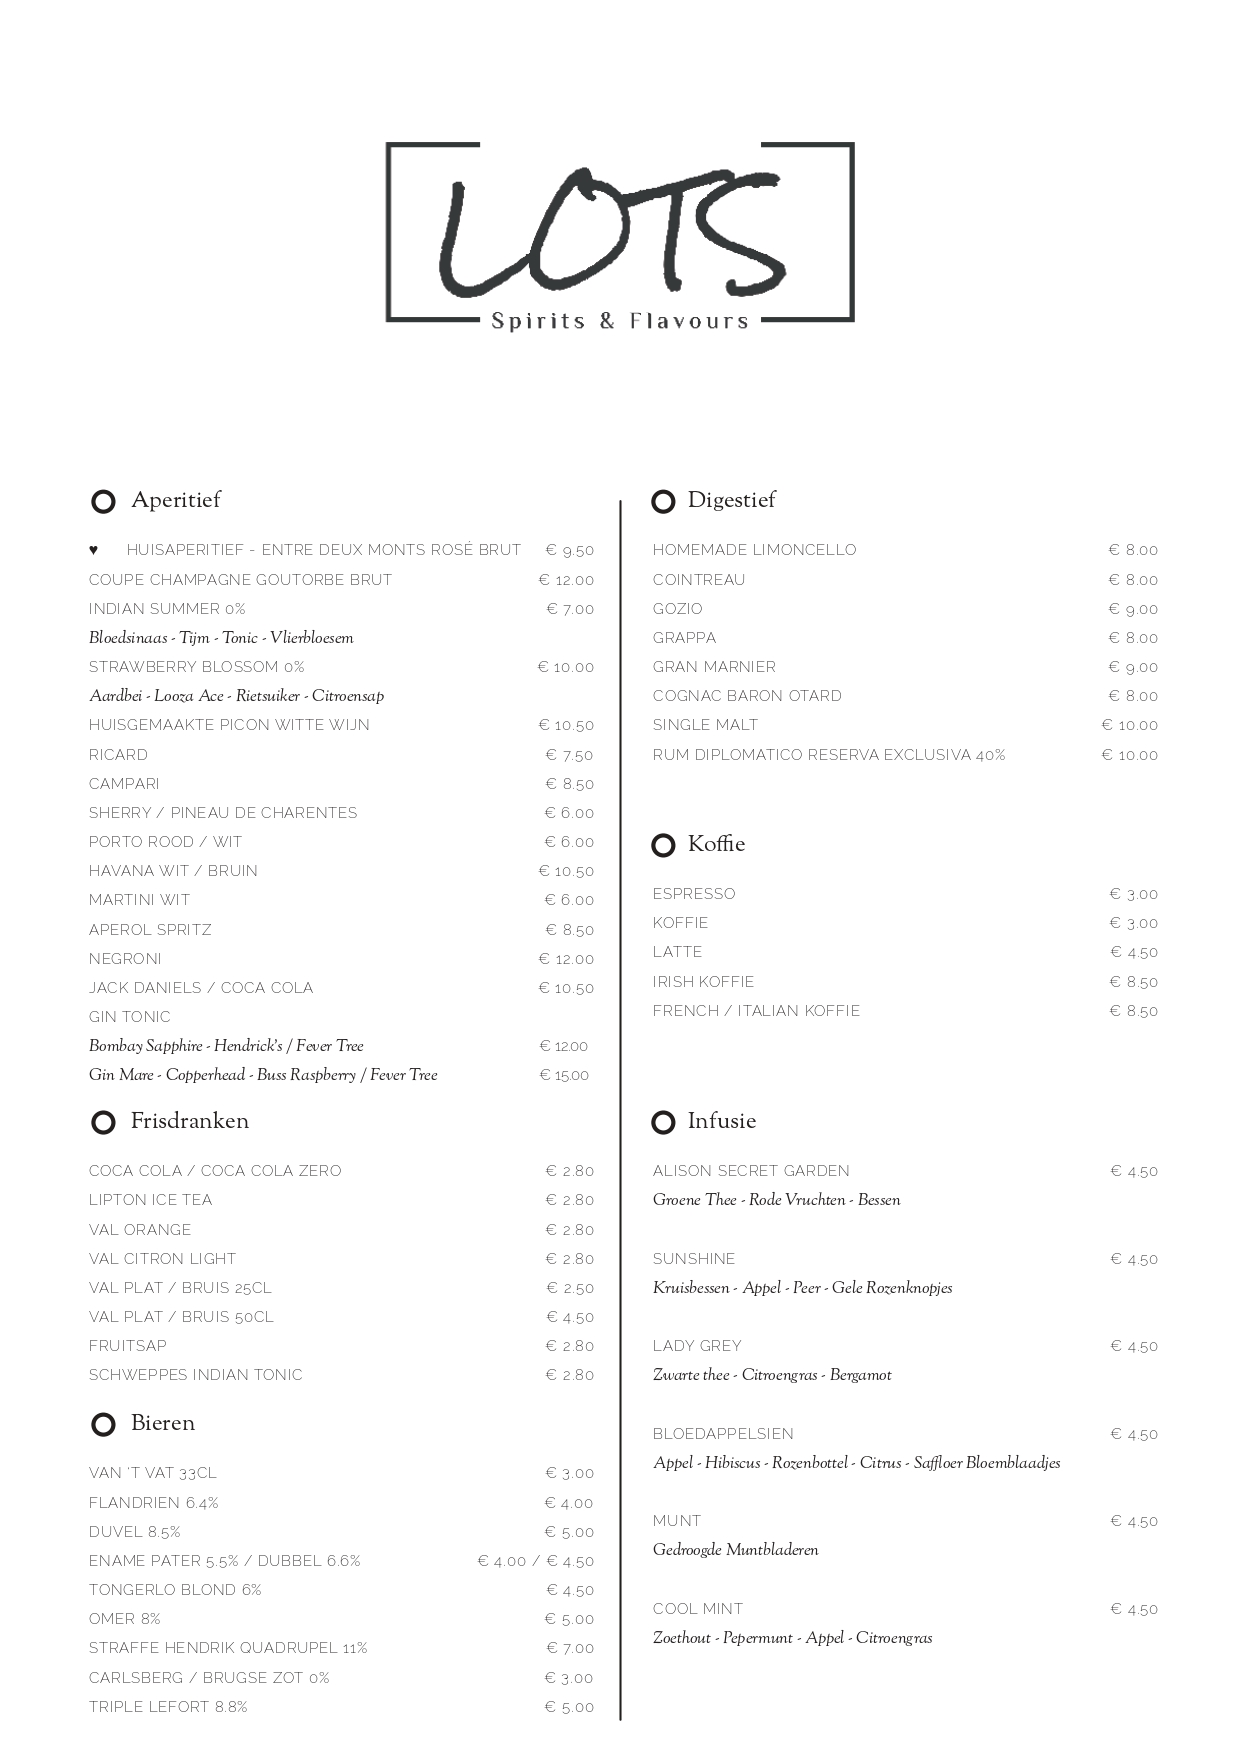 LOTS
Spirits & Flavours
Aperitief
♥ HUISAPERITIEF - ENTRE DEUX MONTS ROSÉ BRUT € 9.50
COUPE CHAMPAGNE GOUTORBE BRUT € 12.00
INDIAN SUMMER 0% € 7.00
Bloedsinaas - Tijm - Tonic - Vlierbloesem
STRAWBERRY BLOSSOM 0% € 10.00
Aardbei - Looza Ace - Rietsuiker - Citroensap
HUISGEMAAKTE PICON WITTE WIJN € 10.50
RICARD € 7.50
CAMPARI € 8.50
SHERRY / PINEAU DE CHARENTES € 6.00
PORTO ROOD / WIT € 6.00
HAVANA WIT / BRUIN € 10.50
MARTINI WIT € 6.00
APEROL SPRITZ € 8.50
NEGRONI € 12.00
JACK DANIELS / COCA COLA € 10.50
GIN TONIC
Bombay Sapphire - Hendrick's / Fever Tree € 12.00
Gin Mare - Copperhead - Buss Raspberry / Fever Tree € 15.00
Frisdranken
COCA COLA / COCA COLA ZERO € 2.80
LIPTON ICE TEA € 2.80
VAL ORANGE € 2.80
VAL CITRON LIGHT € 2.80
VAL PLAT / BRUIS 25CL € 2.50
VAL PLAT / BRUIS 50CL € 4.50
FRUITSAP € 2.80
SCHWEPPES INDIAN TONIC € 2.80
Bieren
VAN 'T VAT 33CL € 3.00
FLANDRIEN 6.4% € 4.00
DUVEL 8.5% € 5.00
ENAME PATER 5.5% / DUBBEL 6.6% € 4.00 / € 4.50
TONGERLO BLOND 6% € 4.50
OMER 8% € 5.00
STRAFFE HENDRIK QUADRUPEL 11% € 7.00
CARLSBERG / BRUGSE ZOT 0% € 3.00
TRIPLE LEFORT 8.8% € 5.00
Digestief
HOMEMADE LIMONCELLO € 8.00
COINTREAU € 8.00
GOZIO € 9.00
GRAPPA € 8.00
GRAN MARNIER € 9.00
COGNAC BARON OTARD € 8.00
SINGLE MALT € 10.00
RUM DIPLOMATICO RESERVA EXCLUSIVA 40% € 10.00
Koffie
ESPRESSO € 3.00
KOFFIE € 3.00
LATTE € 4.50
IRISH KOFFIE € 8.50
FRENCH / ITALIAN KOFFIE € 8.50
Infusie
ALISON SECRET GARDEN € 4.50
Groene Thee - Rode Vruchten - Bessen
SUNSHINE € 4.50
Kruisbessen - Appel - Peer - Gele Rozenknopjes
LADY GREY € 4.50
Zwarte thee - Citroengras - Bergamot
BLOEDAPPELSIEN € 4.50
Appel - Hibiscus - Rozenbottel - Citrus - Saffloer Bloemblaadjes
MUNT € 4.50
Gedroogde Muntbladeren
COOL MINT € 4.50
Zoethout - Pepermunt - Appel - Citroengras